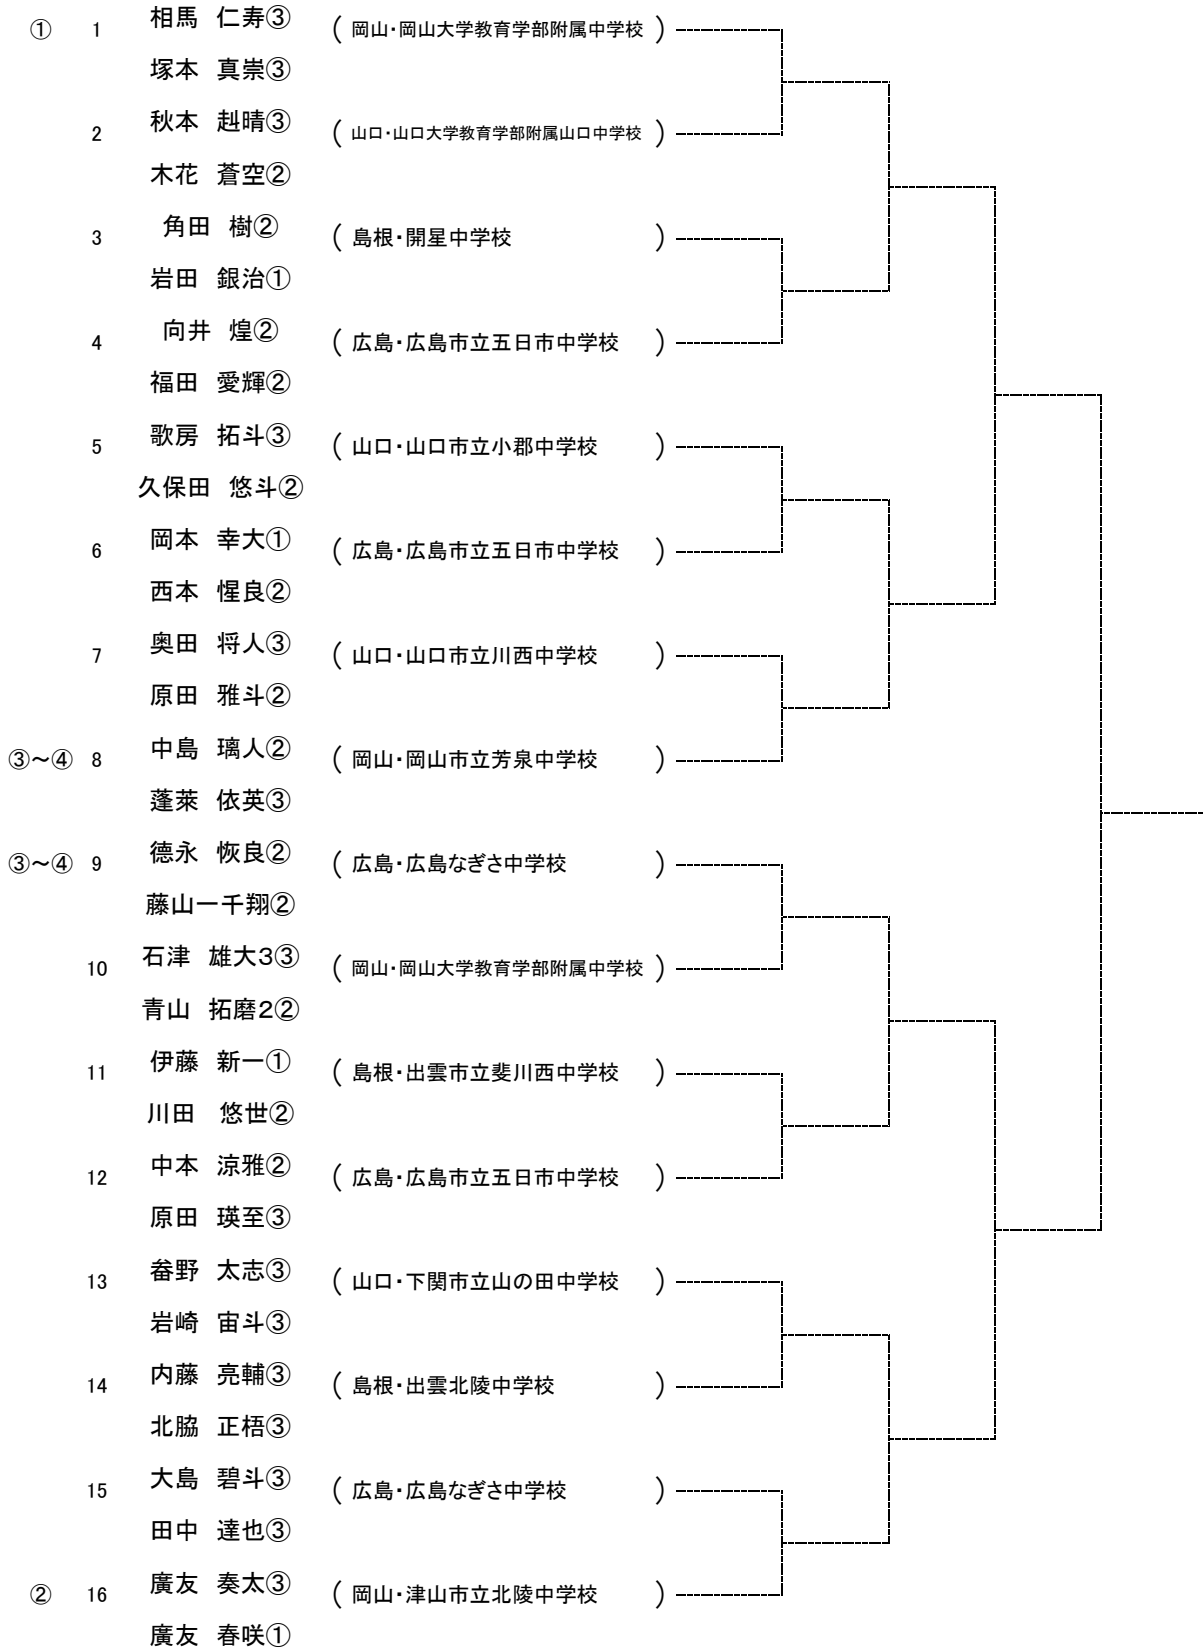 ① 1 相馬 仁寿③ ( 岡山・岡山大学教育学部附属中学校 )
塚本 真崇③
2 秋本 赳晴③ ( 山口・山口大学教育学部附属山口中学校 )
木花 蒼空②
3 角田 樹② ( 島根・開星中学校 )
岩田 銀治①
4 向井 煌② ( 広島・広島市立五日市中学校 )
福田 愛輝②
5 歌房 拓斗③ ( 山口・山口市立小郡中学校 )
久保田 悠斗②
6 岡本 幸大① ( 広島・広島市立五日市中学校 )
西本 惺良②
7 奥田 将人③ ( 山口・山口市立川西中学校 )
原田 雅斗②
③～④ 8 中島 璃人② ( 岡山・岡山市立芳泉中学校 )
蓬莱 依英③
③～④ 9 德永 恢良② ( 広島・広島なぎさ中学校 )
藤山一千翔②
10 石津 雄大3③ ( 岡山・岡山大学教育学部附属中学校 )
青山 拓磨2②
11 伊藤 新一① ( 島根・出雲市立斐川西中学校 )
川田 悠世②
12 中本 涼雅② ( 広島・広島市立五日市中学校 )
原田 瑛至③
13 畨野 太志③ ( 山口・下関市立山の田中学校 )
岩崎 宙斗③
14 内藤 亮輔③ ( 島根・出雲北陵中学校 )
北脇 正梧③
15 大島 碧斗③ ( 広島・広島なぎさ中学校 )
田中 達也③
② 16 廣友 奏太③ ( 岡山・津山市立北陵中学校 )
廣友 春咲①